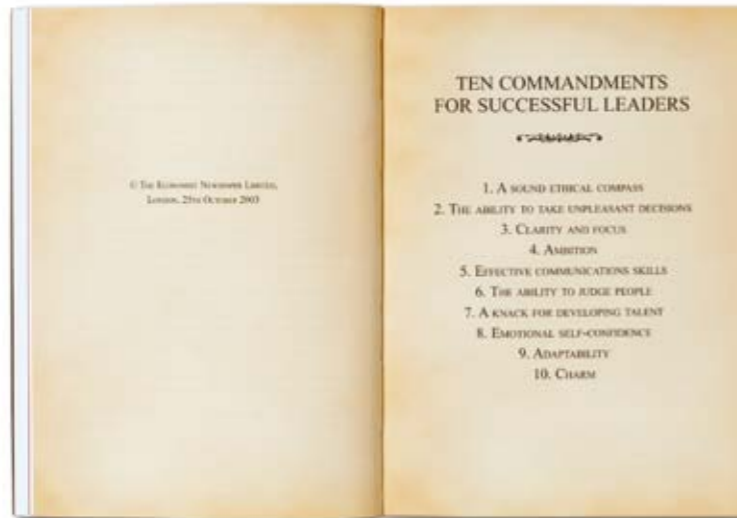 © The Economist Newspaper Limited,
London, 25th October 2003
TEN COMMANDMENTS
FOR SUCCESSFUL LEADERS
1. A sound ethical compass
2. The ability to take unpleasant decisions
3. Clarity and focus
4. Ambition
5. Effective communications skills
6. The ability to judge people
7. A knack for developing talent
8. Emotional self-confidence
9. Adaptability
10. Charm